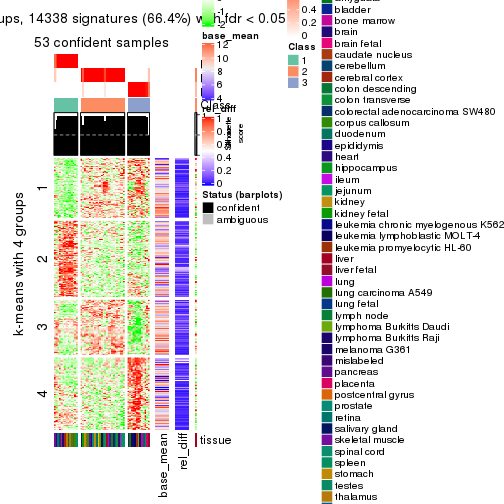 ups, 14338 signatures (66.4%) with fdr < 0.05
53 confident samples
k-means with 4 groups
1
2
3
4
base_mean
rel_diff
tissue
Class
Silhouette
score
base_mean
12
10
8
6
4
rel_diff
1
0.8
0.6
0.4
0.2
0
Status (barplots)
confident
ambiguous
0.4
0.2
0
Class
1
2
3
bladder
bone marrow
brain
brain fetal
caudate nucleus
cerebellum
cerebral cortex
colon descending
colon transverse
colorectal adenocarcinoma SW480
corpus callosum
duodenum
epididymis
heart
hippocampus
ileum
jejunum
kidney
kidney fetal
leukemia chronic myelogenous K562
leukemia lymphoblastic MOLT-4
leukemia promyelocytic HL-60
liver
liver fetal
lung
lung carcinoma A549
lung fetal
lymph node
lymphoma Burkitts Daudi
lymphoma Burkitts Raji
melanoma G361
mislabeled
pancreas
placenta
postcentral gyrus
prostate
retina
salivary gland
skeletal muscle
spinal cord
spleen
stomach
testes
thalamus